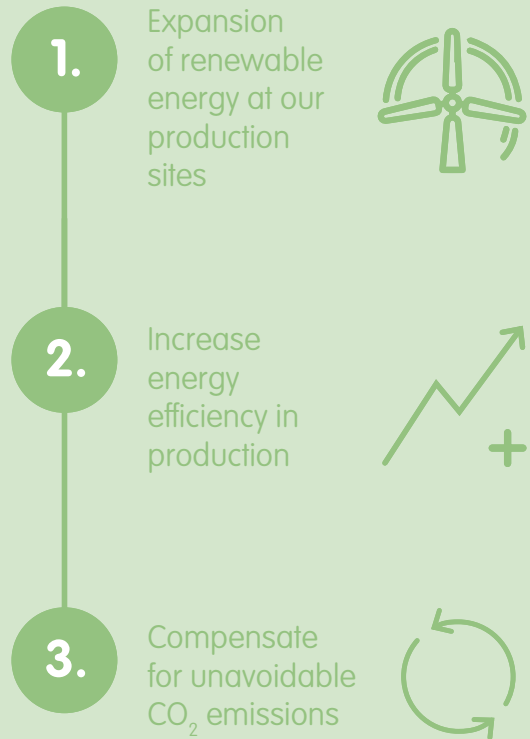 1.
Expansion
of renewable
energy at our
production
sites
2.
Increase
energy
efficiency in
production
3.
Compensate
for unavoidable
CO₂ emissions